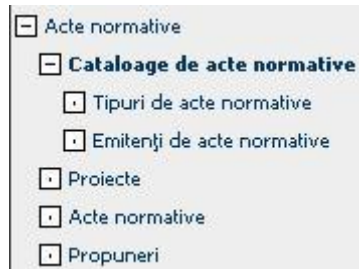 Acte normative
Cataloage de acte normative
Tipuri de acte normative
Emitenţi de acte normative
Proiecte
Acte normative
Propuneri